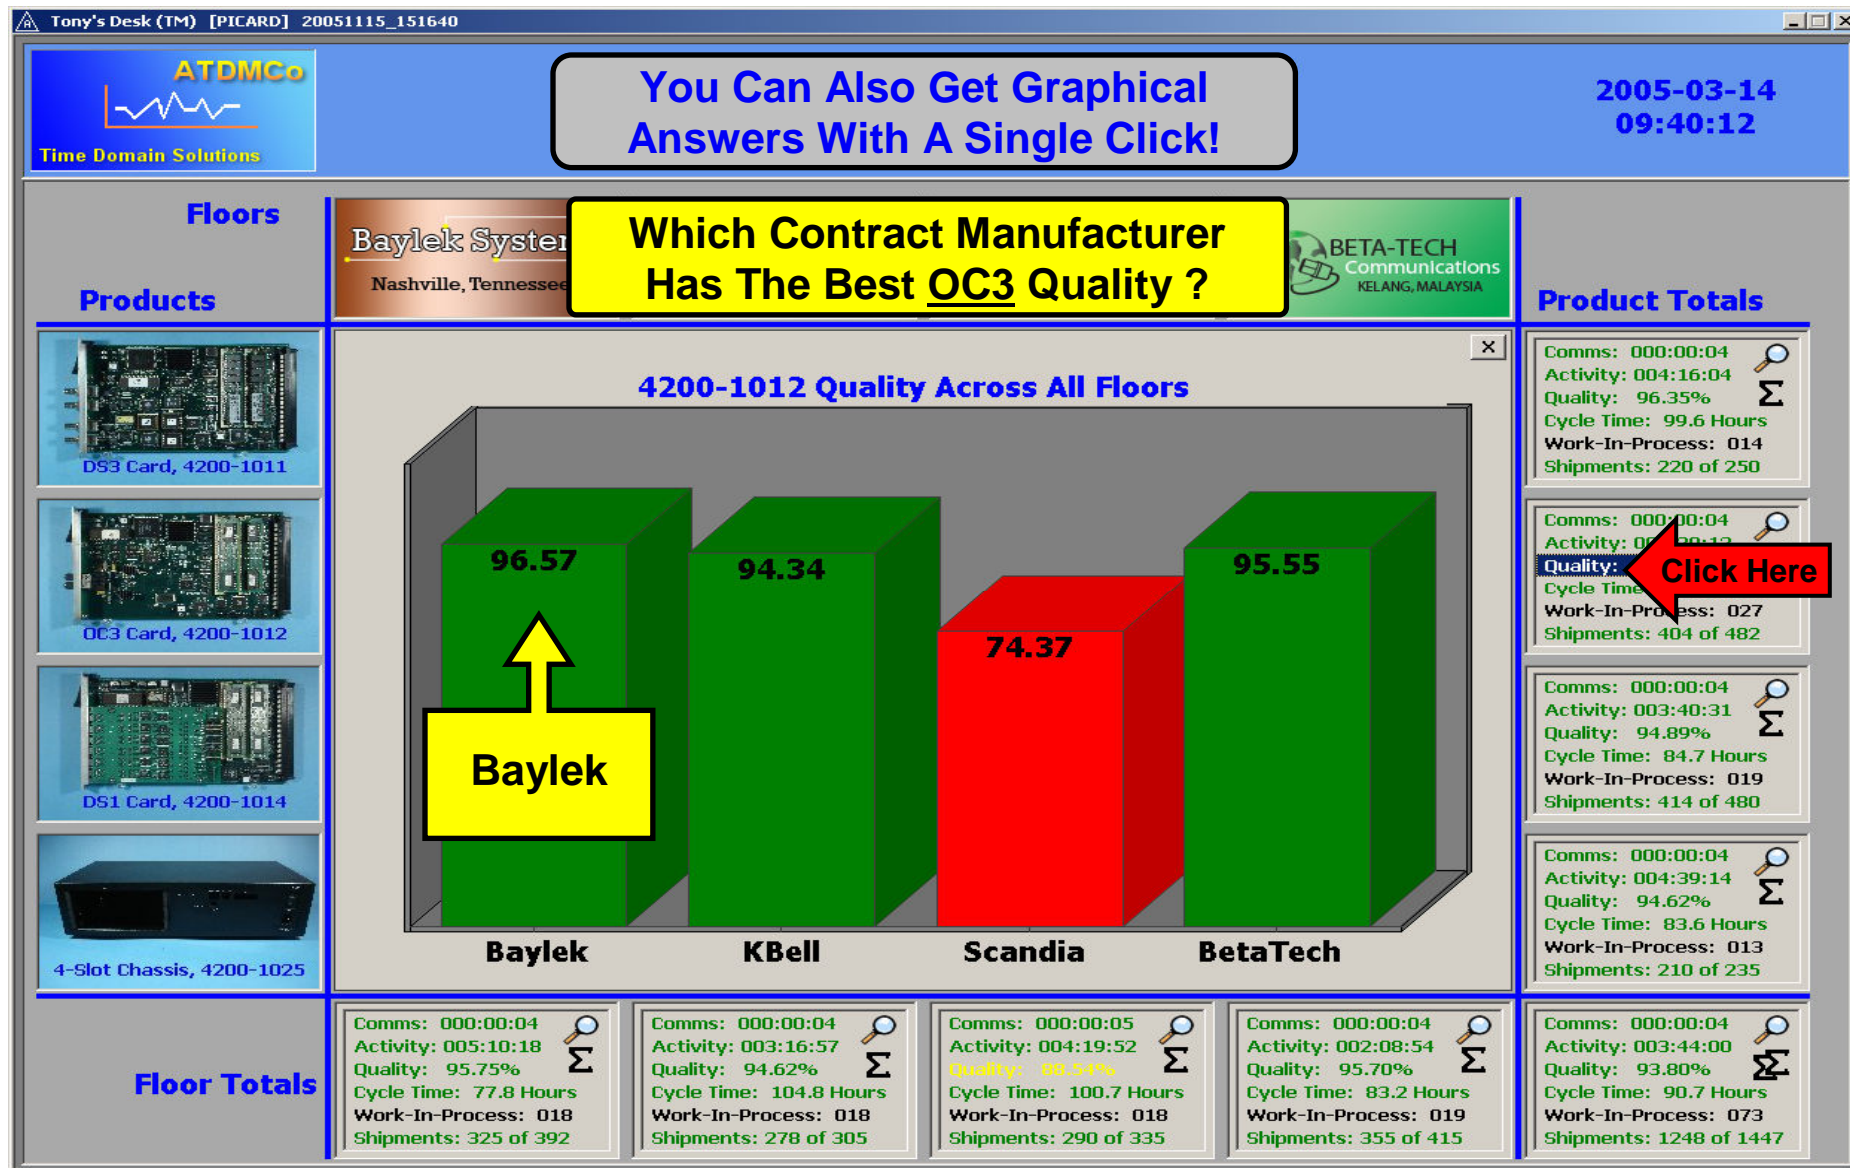 Tony's Desk (TM) [PICARD] 20051115_151640
ATDMCo
Time Domain Solutions
You Can Also Get Graphical
Answers With A Single Click!
2005-03-14
09:40:12
Floors
Products
Baylek
Nashville, Tennessee
Which Contract Manufacturer
Has The Best OC3 Quality ?
BETA-TECH
Communications
KELANG, MALAYSIA
Product Totals
DS3 Card, 4200-1011
OC3 Card, 4200-1012
DS1 Card, 4200-1014
4-Slot Chassis, 4200-1025
4200-1012 Quality Across All Floors
96.57
94.34
74.37
95.55
Baylek
Baylek
KBell
Scandia
BetaTech
Comms: 000:00:04
Activity: 004:16:04
Quality: 96.35%
Σ
Cycle Time: 99.6 Hours
Work-In-Process: 014
Shipments: 220 of 250
Comms: 000:00:04
Activity:
Quality:
Click Here
Cycle Time
Work-In-Process: 027
Shipments: 404 of 482
Comms: 000:00:04
Activity: 003:40:31
Quality: 94.89%
Σ
Cycle Time: 84.7 Hours
Work-In-Process: 019
Shipments: 414 of 480
Comms: 000:00:04
Activity: 004:39:14
Quality: 94.62%
Σ
Cycle Time: 83.6 Hours
Work-In-Process: 013
Shipments: 210 of 235
Floor Totals
Comms: 000:00:04
Activity: 005:10:18
Quality: 95.75%
Σ
Cycle Time: 77.8 Hours
Work-In-Process: 018
Shipments: 325 of 392
Comms: 000:00:04
Activity: 003:16:57
Quality: 94.62%
Σ
Cycle Time: 104.8 Hours
Work-In-Process: 018
Shipments: 278 of 305
Comms: 000:00:05
Activity: 004:19:52
Quality: 88.54%
Σ
Cycle Time: 100.7 Hours
Work-In-Process: 018
Shipments: 290 of 335
Comms: 000:00:04
Activity: 002:08:54
Quality: 95.70%
Σ
Cycle Time: 83.2 Hours
Work-In-Process: 019
Shipments: 355 of 415
Comms: 000:00:04
Activity: 003:44:00
Quality: 93.80%
ΣΣ
Cycle Time: 90.7 Hours
Work-In-Process: 073
Shipments: 1248 of 1447